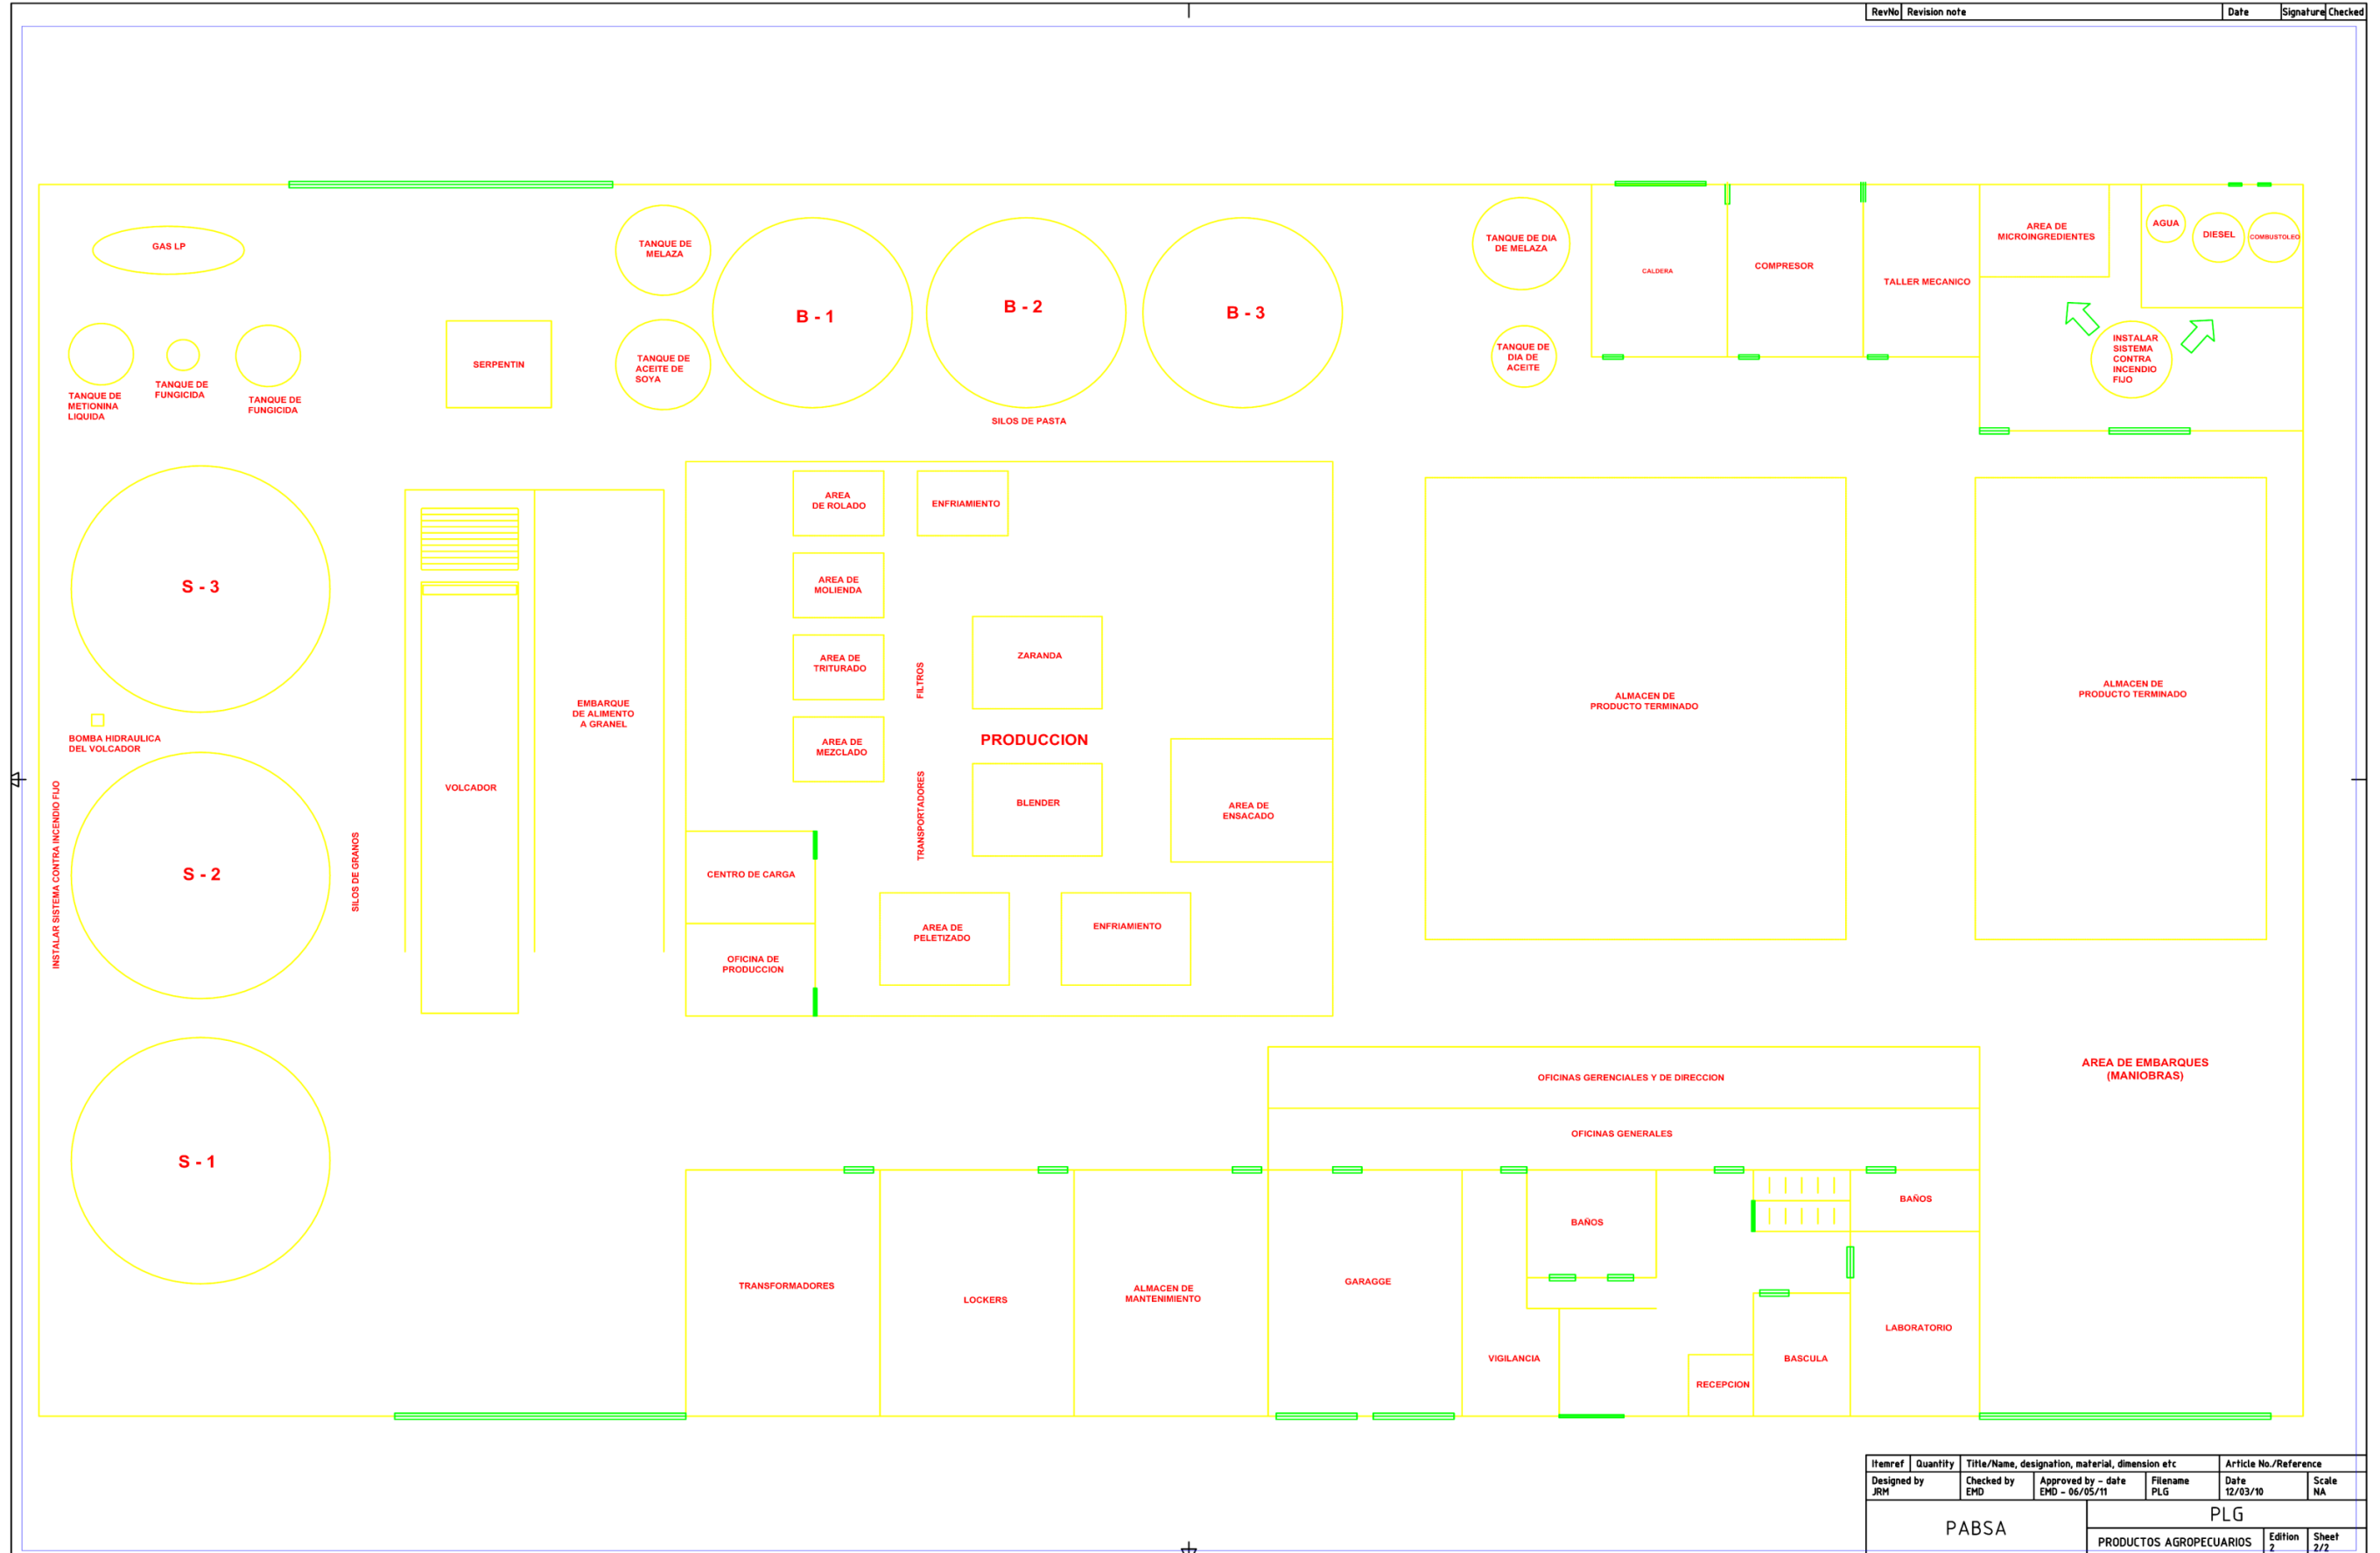 RevNo Revision note Date Signature Checked
GAS LP
TANQUE DE
MELAZA
B - 1
B - 2
B - 3
TANQUE DE DIA
DE MELAZA
CALDERA
COMPRESOR
TALLER MECANICO
AREA DE
MICROINGREDIENTES
AGUA
DIESEL
COMBUSTOLEO
TANQUE DE
METIONINA
LIQUIDA
TANQUE DE
FUNGICIDA
TANQUE DE
FUNGICIDA
SERPENTIN
TANQUE DE
ACEITE DE
SOYA
SILOS DE PASTA
TANQUE DE
DIA DE
ACEITE
INSTALAR
SISTEMA
CONTRA
INCENDIO
FIJO
S - 3
BOMBA HIDRAULICA
DEL VOLCADOR
INSTALAR SISTEMA CONTRA INCENDIO FIJO
S - 2
SILOS DE GRANOS
S - 1
VOLCADOR
EMBARQUE
DE ALIMENTO
A GRANEL
AREA
DE ROLADO
ENFRIAMIENTO
AREA DE
MOLIENDA
AREA DE
TRITURADO
FILTROS
ZARANDA
AREA DE
MEZCLADO
PRODUCCION
TRANSPORTADORES
BLENDER
AREA DE
ENSACADO
CENTRO DE CARGA
OFICINA DE
PRODUCCION
AREA DE
PELETIZADO
ENFRIAMIENTO
ALMACEN DE
PRODUCTO TERMINADO
ALMACEN DE
PRODUCTO TERMINADO
AREA DE EMBARQUES
(MANIOBRAS)
OFICINAS GERENCIALES Y DE DIRECCION
OFICINAS GENERALES
TRANSFORMADORES
LOCKERS
ALMACEN DE
MANTENIMIENTO
GARAGGE
VIGILANCIA
BAÑOS
RECEPCION
BASCULA
BAÑOS
LABORATORIO
Itemref Quantity Title/Name, designation, material, dimension etc Article No./Reference
Designed by Checked by Approved by - date Filename Date Scale
JRM EMD EMD - 06/05/11 PLG 12/03/10 NA
PABSA
PLG
PRODUCTOS AGROPECUARIOS
Edition Sheet
2 2/2